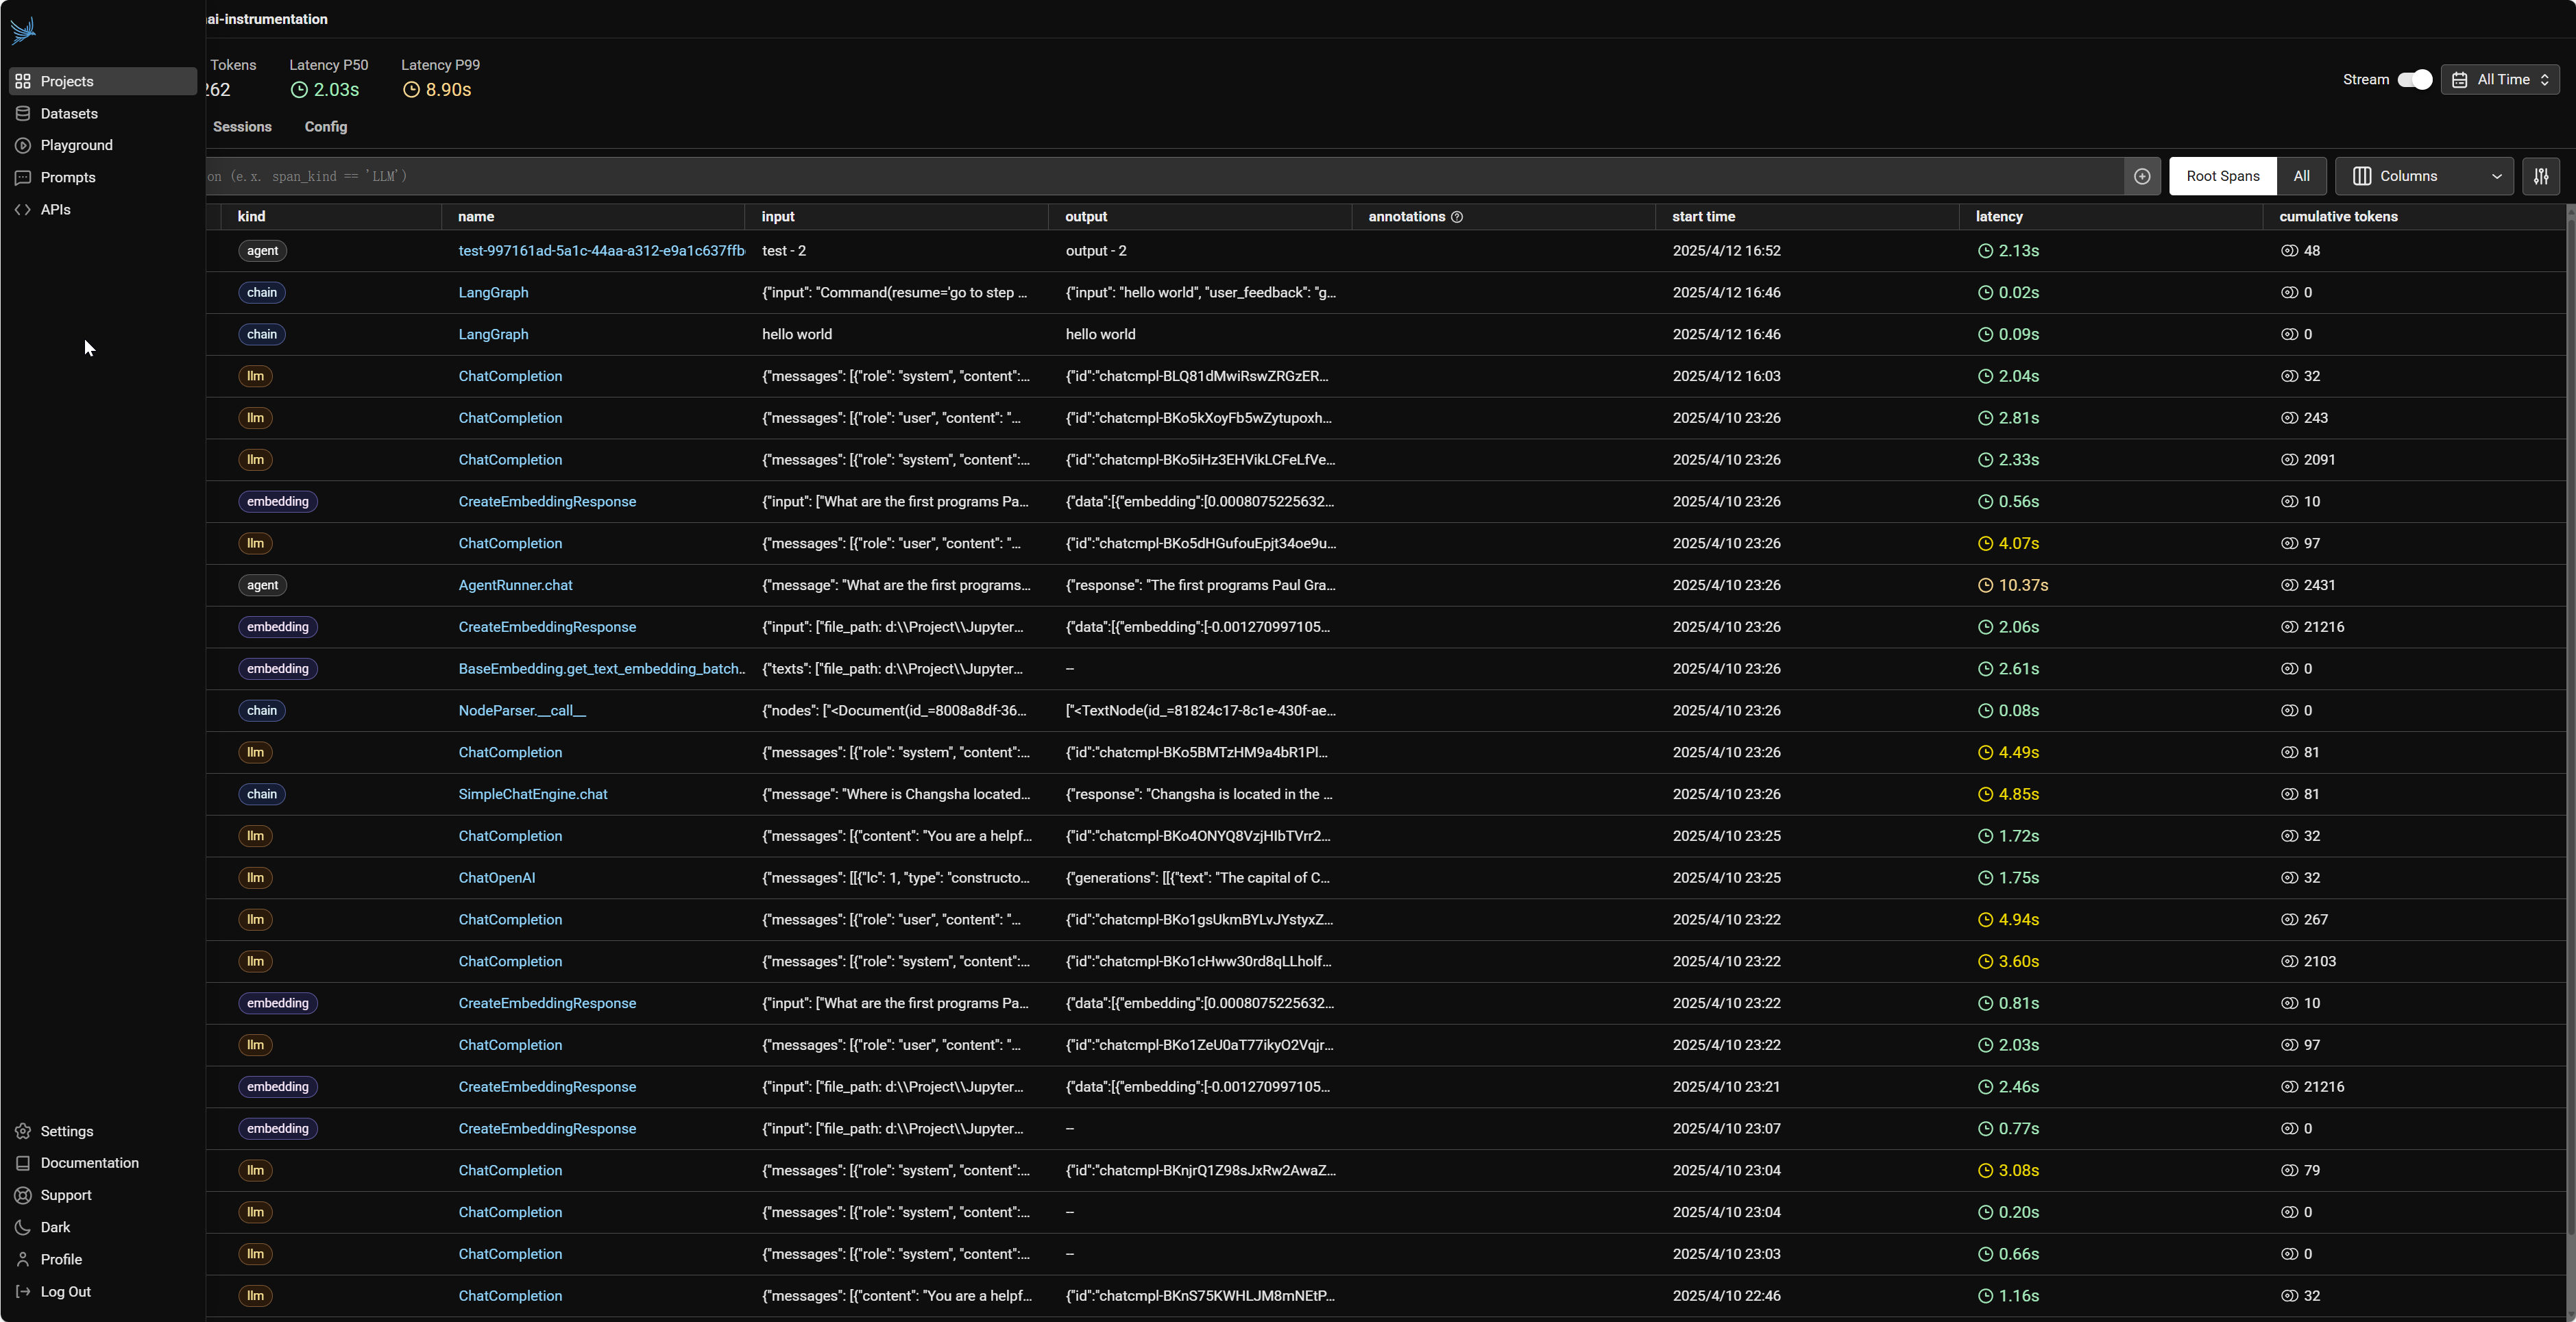 ai-instrumentation
Projects
Datasets
Playground
Prompts
APIs
Tokens Latency P50 Latency P99
262 2.03s 8.90s
Stream All Time
Sessions Config
on (e.x. span_kind == 'LLM') Root Spans All Columns
kind name input output annotations start time latency cumulative tokens
agent test-997161ad-5a1c-44aa-a312-e9a1c637ffb test - 2 output - 2 2025/4/12 16:52 2.13s 48
chain LangGraph {"input": "Command(resume='go to step ... {"input": "hello world", "user_feedback": "g... 2025/4/12 16:46 0.02s 0
chain LangGraph hello world hello world 2025/4/12 16:46 0.09s 0
llm ChatCompletion {"messages": [{"role": "system", "content":... {"id":"chatcmpl-BLQ81dMwiRswZRGzER... 2025/4/12 16:03 2.04s 32
llm ChatCompletion {"messages": [{"role": "user", "content": "... {"id":"chatcmpl-BKo5kXoyFb5wZytupoxh... 2025/4/10 23:26 2.81s 243
llm ChatCompletion {"messages": [{"role": "system", "content":... {"id":"chatcmpl-BKo5iHz3EHVikLCFeLfVe... 2025/4/10 23:26 2.33s 2091
embedding CreateEmbeddingResponse {"input": ["What are the first programs Pa... {"data":[{"embedding":[0.0008075225632... 2025/4/10 23:26 0.56s 10
llm ChatCompletion {"messages": [{"role": "user", "content": "... {"id":"chatcmpl-BKo5dHGufouEpjt34oe9u... 2025/4/10 23:26 4.07s 97
agent AgentRunner.chat {"message": "What are the first programs... {"response": "The first programs Paul Gra... 2025/4/10 23:26 10.37s 2431
embedding CreateEmbeddingResponse {"input": ["file_path: d:\\Project\\Jupyter... {"data":[{"embedding":[-0.001270997105... 2025/4/10 23:26 2.06s 21216
embedding BaseEmbedding.get_text_embedding_batch... {"texts": ["file_path: d:\\Project\\Jupyter... -- 2025/4/10 23:26 2.61s 0
chain NodeParser.__call__ {"nodes": ["<Document(id_=8008a8df-36... ["<TextNode(id_=81824c17-8c1e-430f-ae... 2025/4/10 23:26 0.08s 0
llm ChatCompletion {"messages": [{"role": "system", "content":... {"id":"chatcmpl-BKo5BMTzHM9a4bR1Pl... 2025/4/10 23:26 4.49s 81
chain SimpleChatEngine.chat {"message": "Where is Changsha located... {"response": "Changsha is located in the ... 2025/4/10 23:26 4.85s 81
llm ChatCompletion {"messages": [{"content": "You are a helpf... {"id":"chatcmpl-BKo4ONYQ8VzjHIbTVrr2... 2025/4/10 23:25 1.72s 32
llm ChatOpenAI {"messages": [[{"lc": 1, "type": "constructo... {"generations": [[{"text": "The capital of C... 2025/4/10 23:25 1.75s 32
llm ChatCompletion {"messages": [{"role": "user", "content": "... {"id":"chatcmpl-BKo1gsUkmBYLvJYstyxZ... 2025/4/10 23:22 4.94s 267
llm ChatCompletion {"messages": [{"role": "system", "content":... {"id":"chatcmpl-BKo1cHww30rd8qLLholf... 2025/4/10 23:22 3.60s 2103
embedding CreateEmbeddingResponse {"input": ["What are the first programs Pa... {"data":[{"embedding":[0.0008075225632... 2025/4/10 23:22 0.81s 10
llm ChatCompletion {"messages": [{"role": "user", "content": "... {"id":"chatcmpl-BKo1ZeU0aT77ikyO2Vqjr... 2025/4/10 23:22 2.03s 97
embedding CreateEmbeddingResponse {"input": ["file_path: d:\\Project\\Jupyter... {"data":[{"embedding":[-0.001270997105... 2025/4/10 23:21 2.46s 21216
embedding CreateEmbeddingResponse {"input": ["file_path: d:\\Project\\Jupyter... -- 2025/4/10 23:07 0.77s 0
llm ChatCompletion {"messages": [{"role": "system", "content":... {"id":"chatcmpl-BKnjrQ1Z98sJxRw2AwaZ... 2025/4/10 23:04 3.08s 79
llm ChatCompletion {"messages": [{"role": "system", "content":... -- 2025/4/10 23:04 0.20s 0
llm ChatCompletion {"messages": [{"role": "system", "content":... -- 2025/4/10 23:03 0.66s 0
llm ChatCompletion {"messages": [{"content": "You are a helpf... {"id":"chatcmpl-BKnS75KWHLJM8mNEtP... 2025/4/10 22:46 1.16s 32
Settings
Documentation
Support
Dark
Profile
Log Out